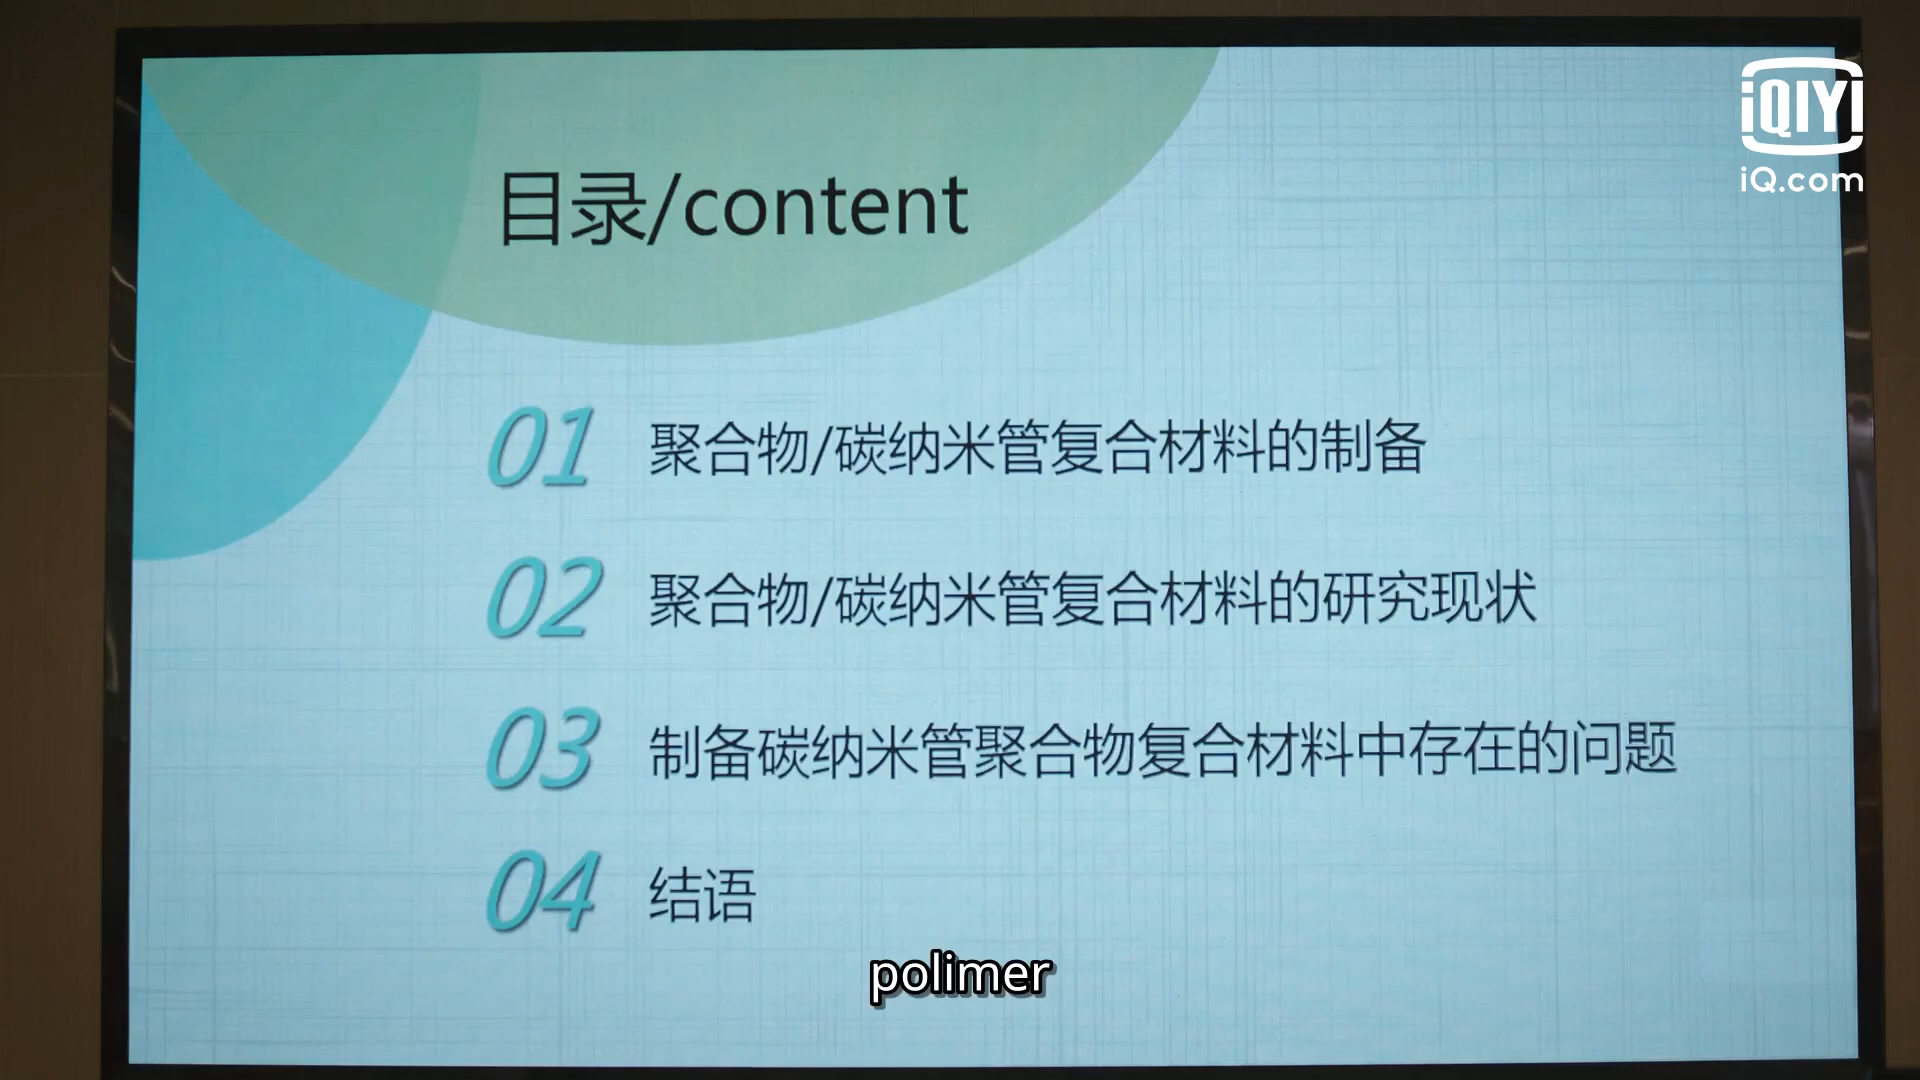 iQIYI
iQ.com
目录/content
01 聚合物/碳纳米管复合材料的制备
02 聚合物/碳纳米管复合材料的研究现状
03 制备碳纳米管聚合物复合材料中存在的问题
04 结语
polimer